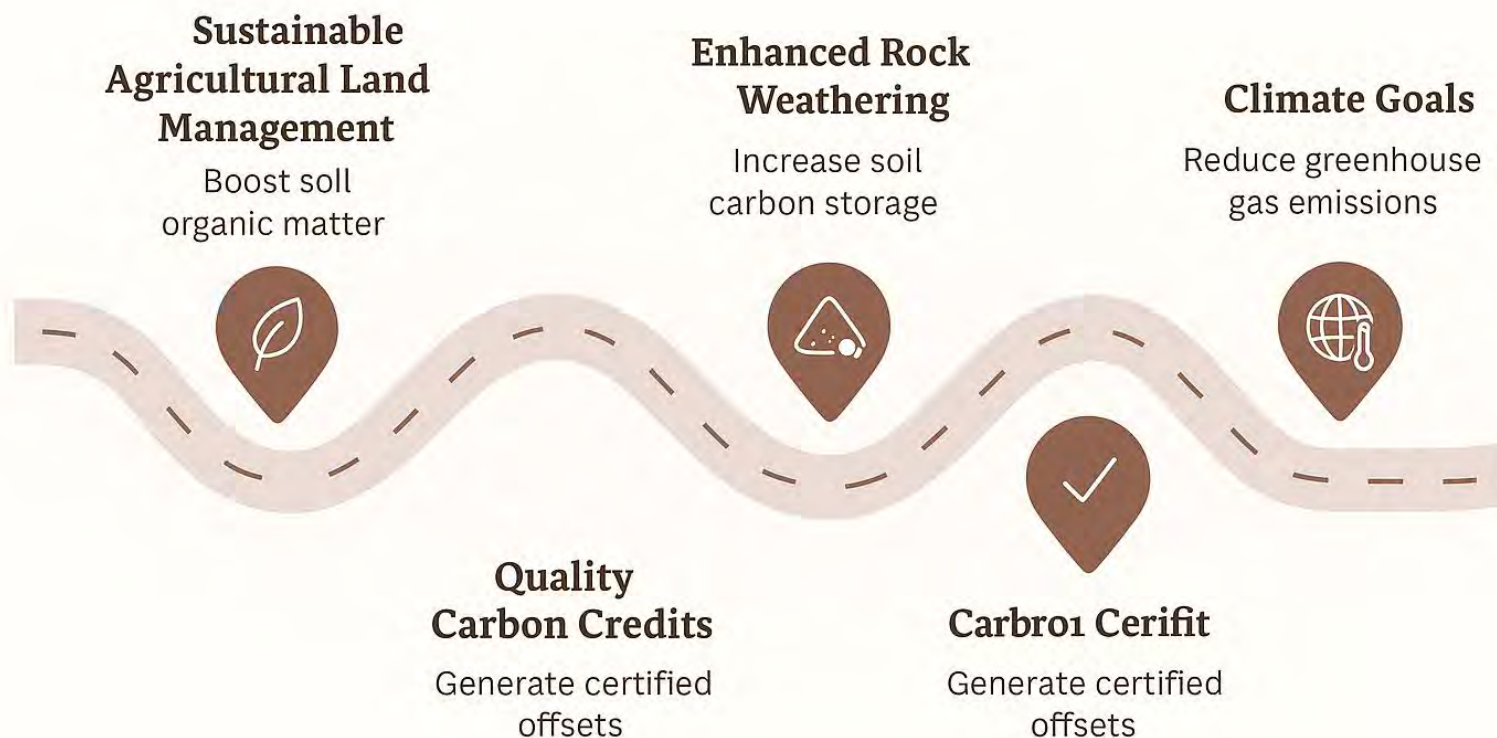 Sustainable
Agricultural Land
Management
Boost soll
organic matter
Enhanced Rock
Weathering
Increase soil
carbon storage
Climate Goals
Reduce greenhouse
gas emissions
Quality
Carbon Credits
Generate certified
offsets
Carbro1 Cerifit
Generate certified
offsets